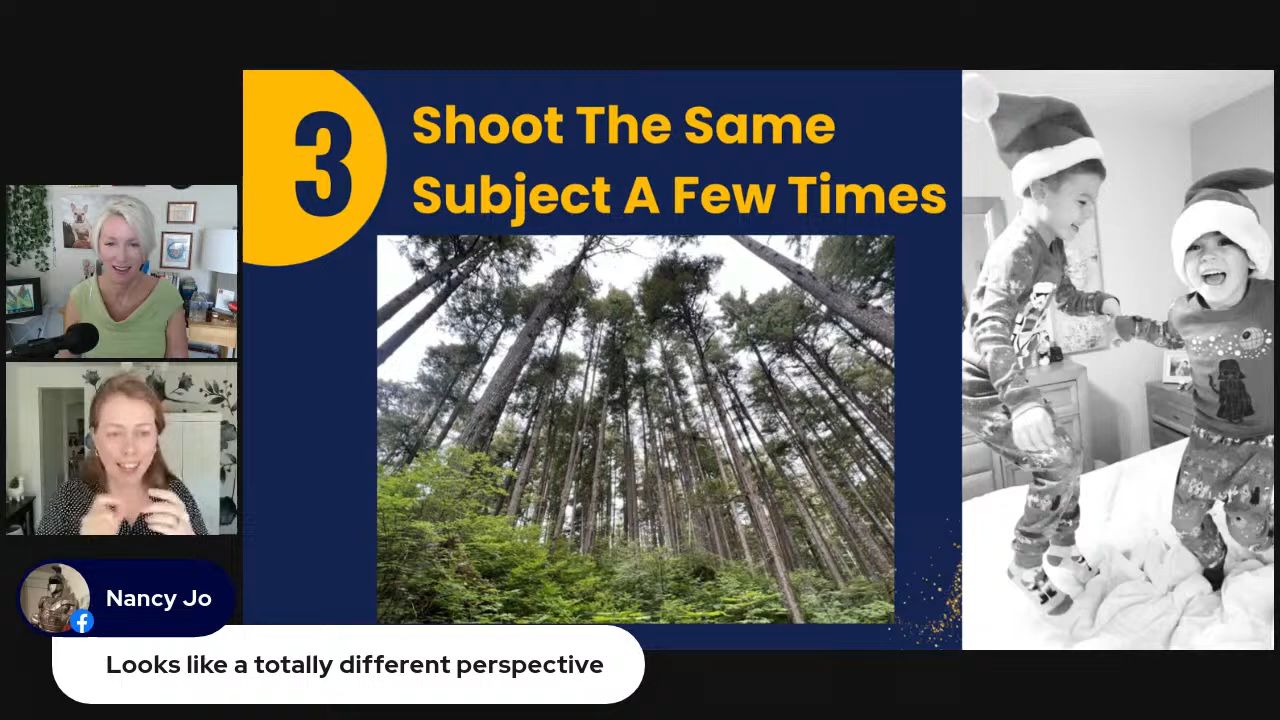 3
Shoot The Same
Subject A Few Times
Nancy Jo
Looks like a totally different perspective